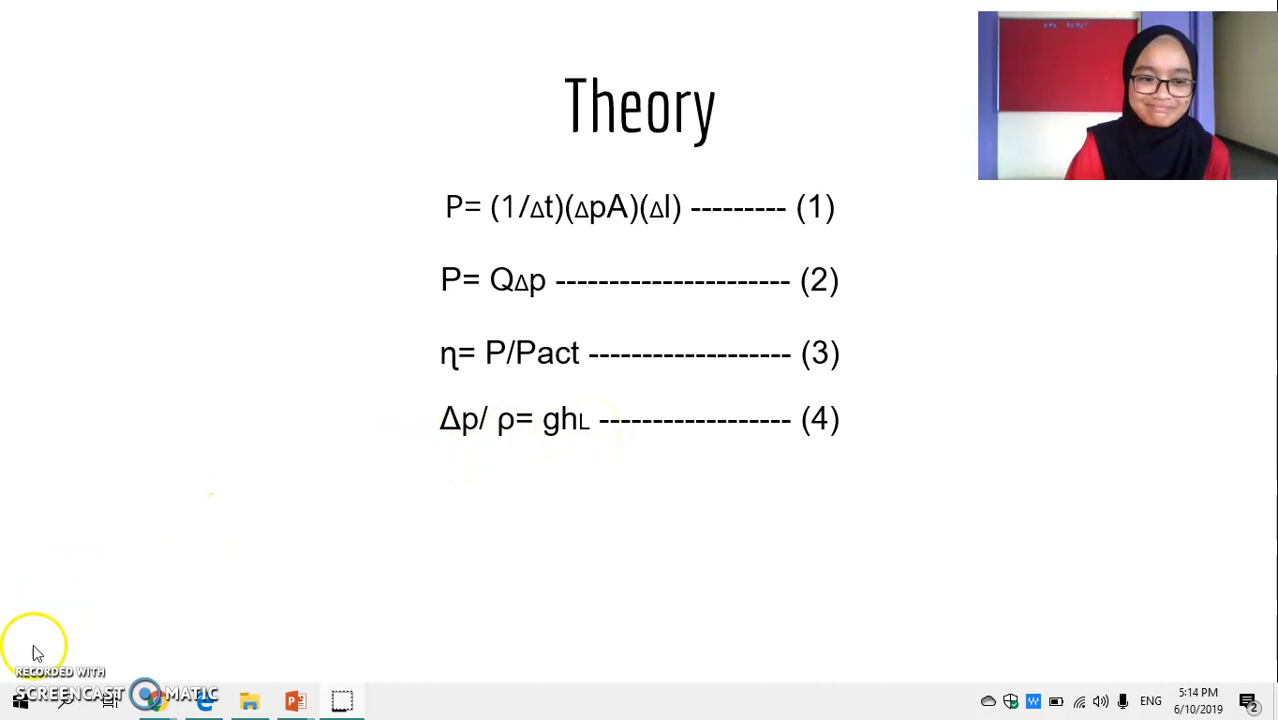 Theory
P= (1/Δt)(ΔpA)(Δl) --------- (1)
P= QΔp ---------------------- (2)
η= P/Pact ------------------- (3)
Δp/ ρ= ghL ------------------ (4)
RECORDED WITH
SCREENCAST MATIC
ENG
5:14 PM
6/10/2019
2